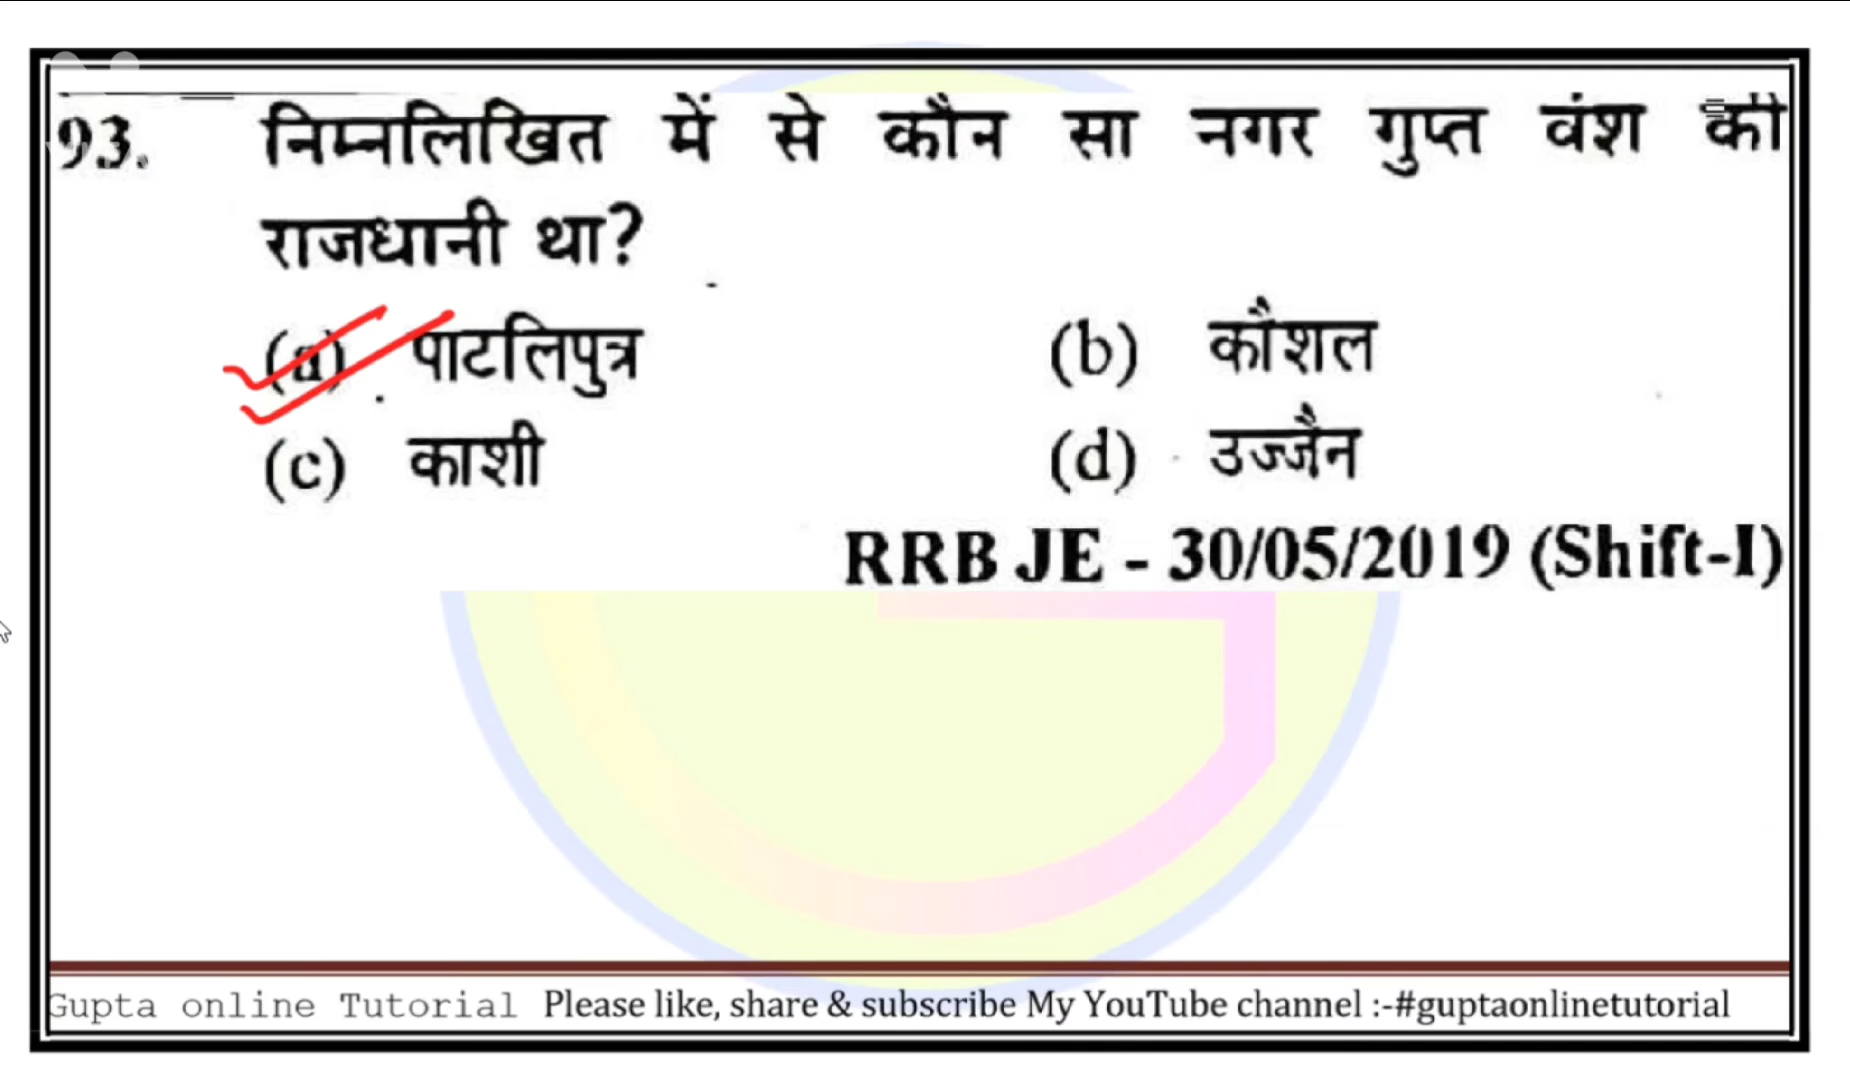 93. निम्नलिखित में से कौन सा नगर गुप्त वंश की
राजधानी था?
(a) पाटलिपुत्र (b) कौशल
(c) काशी (d) उज्जैन
RRB JE - 30/05/2019 (Shift-I)
Gupta online Tutorial Please like, share & subscribe My YouTube channel :-#guptaonlinetutorial